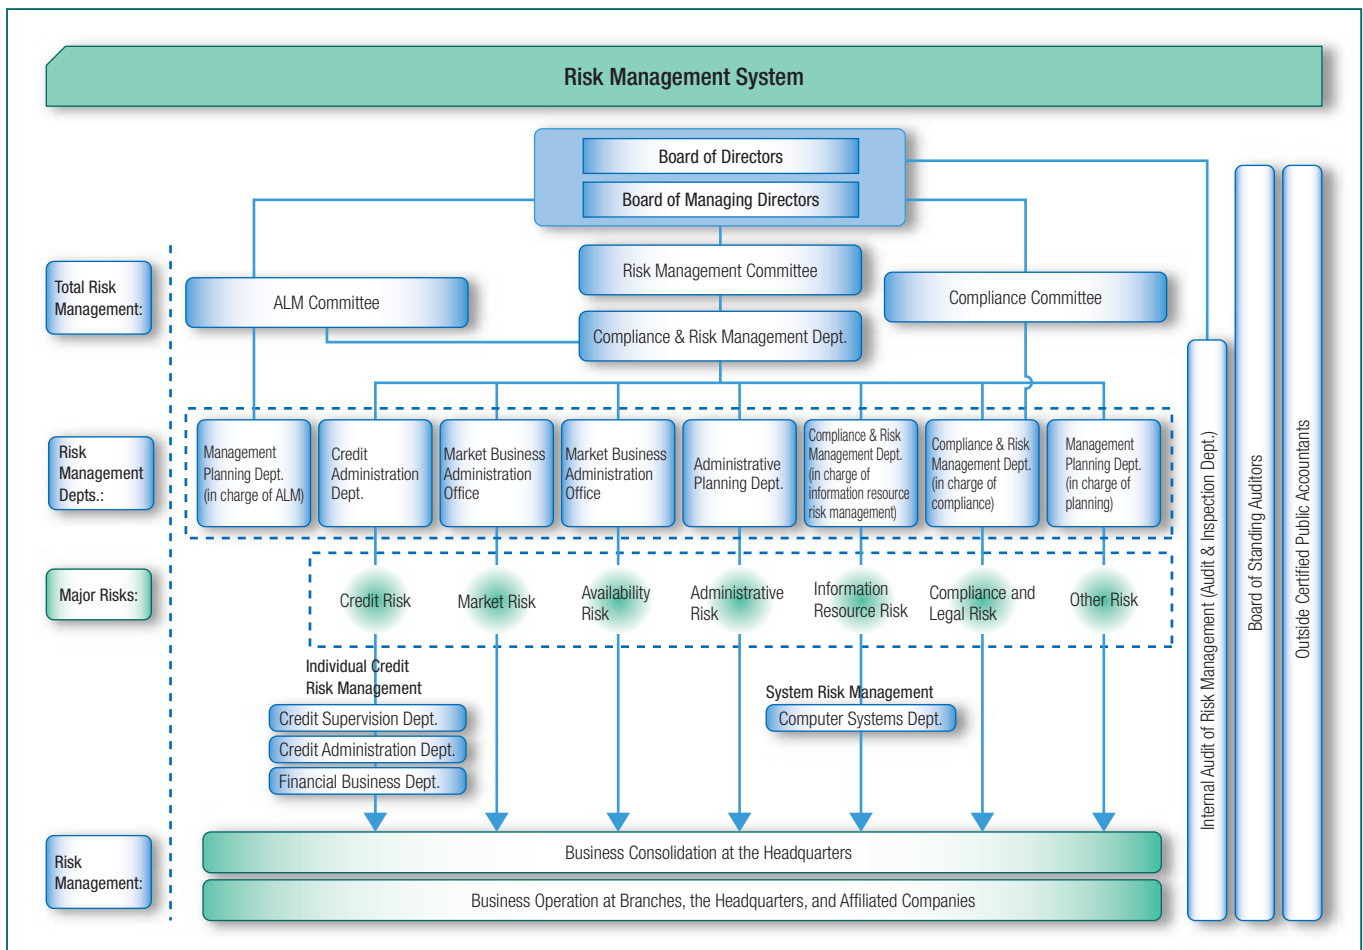 Risk Management System
Board of Directors
Board of Managing Directors
Total Risk
Management:
ALM Committee
Risk Management Committee
Compliance & Risk Management Dept.
Compliance Committee
Risk
Management
Depts.:
Management
Planning Dept.
(in charge of ALM)
Credit
Administration
Dept.
Market Business
Administration
Office
Market Business
Administration
Office
Administrative
Planning Dept.
Compliance & Risk
Management Dept.
(in charge of
information resource
risk management)
Compliance & Risk
Management Dept.
(in charge of
compliance)
Management
Planning Dept.
(in charge of
planning)
Major Risks:
Credit Risk
Market Risk
Availability
Risk
Administrative
Risk
Information
Resource Risk
Compliance and
Legal Risk
Other Risk
Individual Credit
Risk Management
Credit Supervision Dept.
Credit Administration Dept.
Financial Business Dept.
System Risk Management
Computer Systems Dept.
Risk
Management:
Business Consolidation at the Headquarters
Business Operation at Branches, the Headquarters, and Affiliated Companies
Internal Audit of Risk Management (Audit & Inspection Dept.)
Board of Standing Auditors
Outside Certified Public Accountants